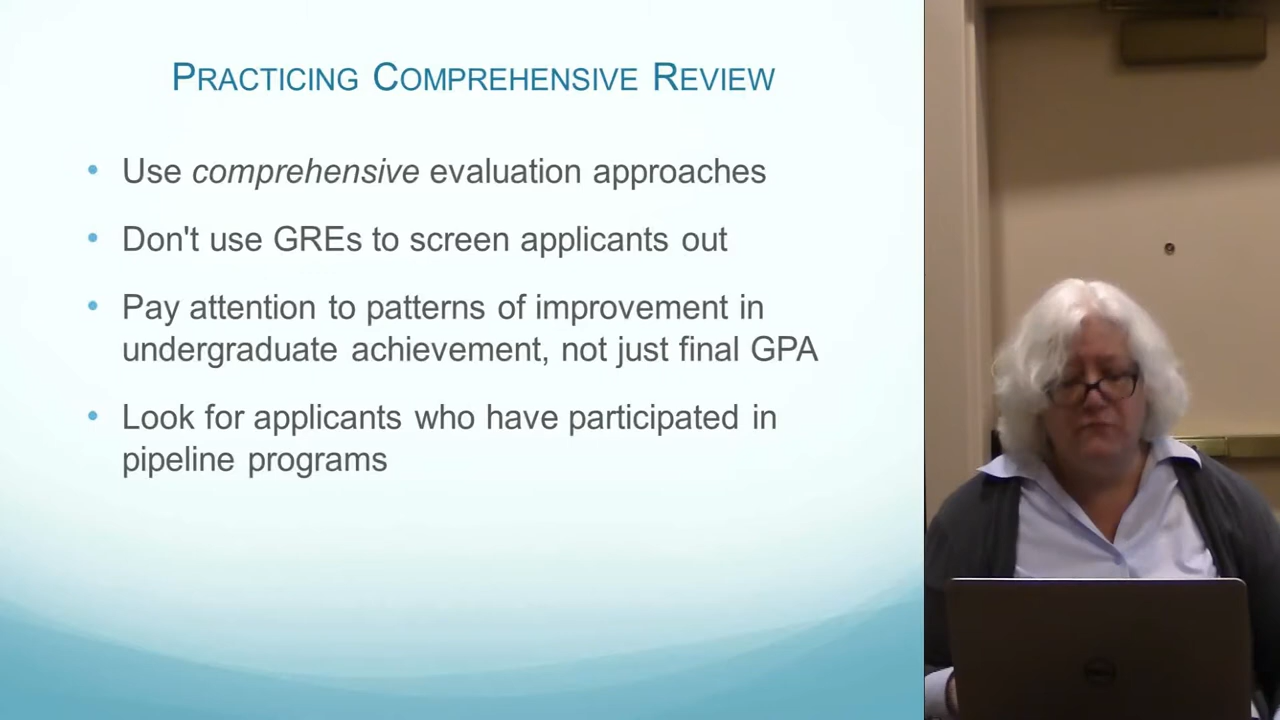 PRACTICING COMPREHENSIVE REVIEW
• Use comprehensive evaluation approaches
• Don't use GREs to screen applicants out
• Pay attention to patterns of improvement in
undergraduate achievement, not just final GPA
• Look for applicants who have participated in
pipeline programs